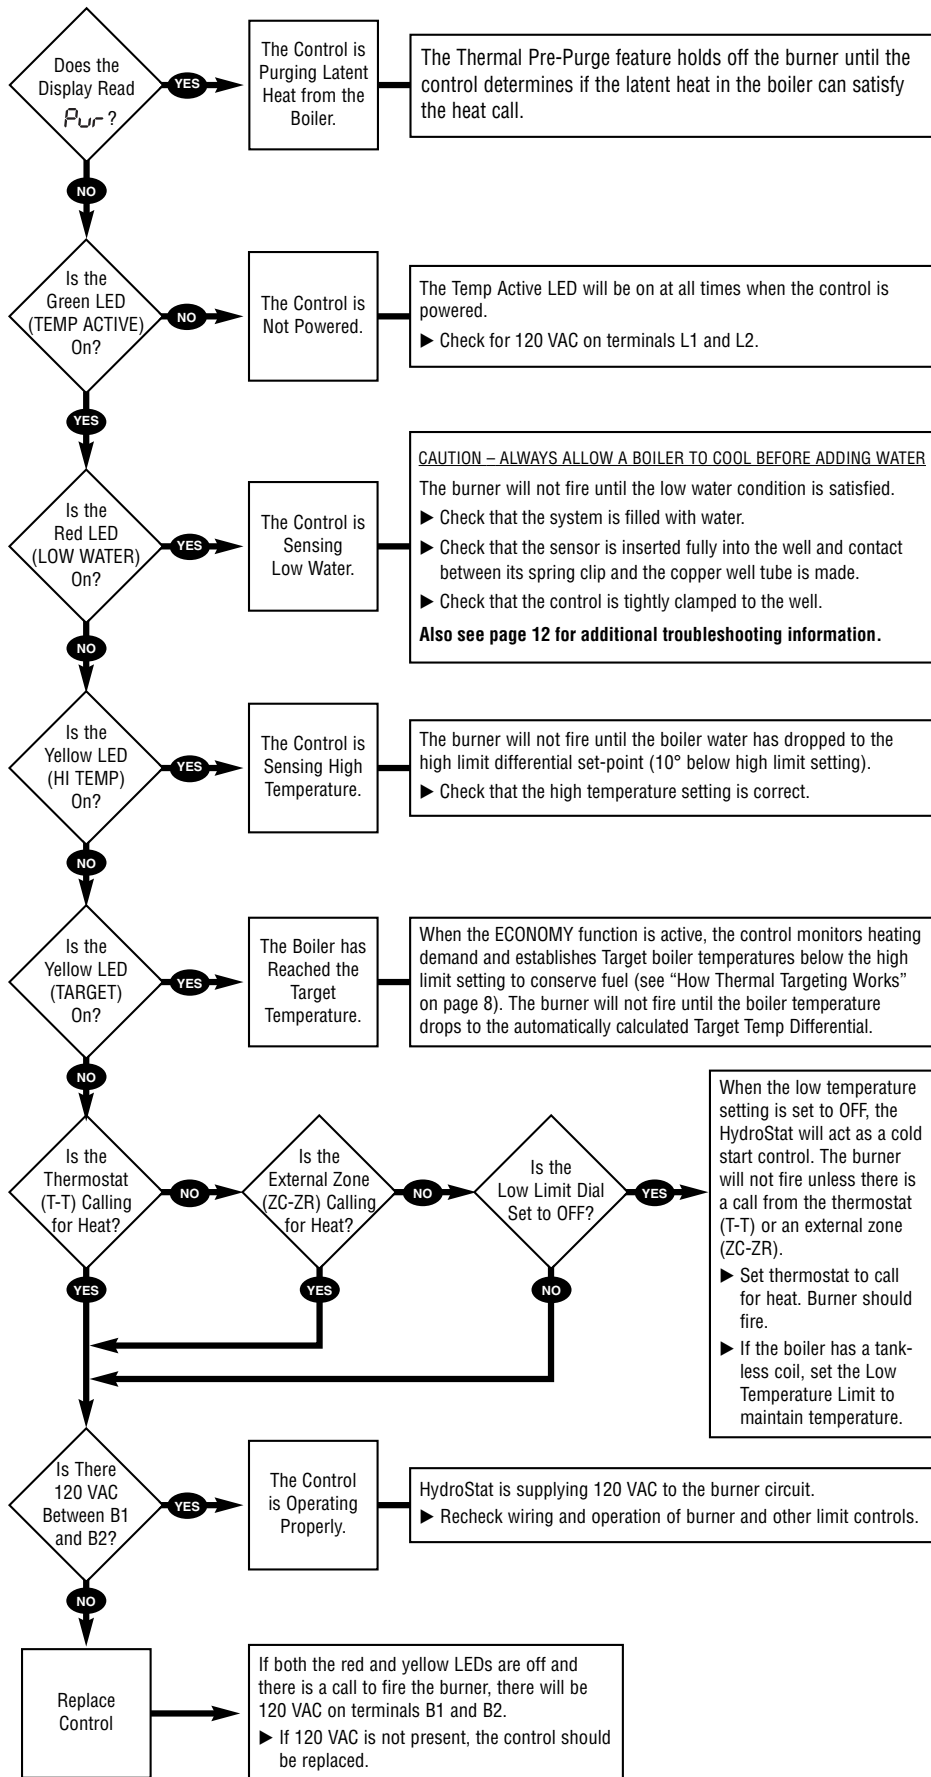 Does the
Display Read
Pur ?
YES
The Control is
Purging Latent
Heat from the
Boiler.
The Thermal Pre-Purge feature holds off the burner until the
control determines if the latent heat in the boiler can satisfy
the heat call.
NO
Is the
Green LED
(TEMP ACTIVE)
On?
NO
The Control is
Not Powered.
The Temp Active LED will be on at all times when the control is
powered.
▶ Check for 120 VAC on terminals L1 and L2.
YES
Is the
Red LED
(LOW WATER)
On?
YES
The Control is
Sensing
Low Water.
CAUTION – ALWAYS ALLOW A BOILER TO COOL BEFORE ADDING WATER
The burner will not fire until the low water condition is satisfied.
▶ Check that the system is filled with water.
▶ Check that the sensor is inserted fully into the well and contact
between its spring clip and the copper well tube is made.
▶ Check that the control is tightly clamped to the well.
Also see page 12 for additional troubleshooting information.
NO
Is the
Yellow LED
(HI TEMP)
On?
YES
The Control is
Sensing High
Temperature.
The burner will not fire until the boiler water has dropped to the
high limit differential set-point (10° below high limit setting).
▶ Check that the high temperature setting is correct.
NO
Is the
Yellow LED
(TARGET)
On?
YES
The Boiler has
Reached the
Target
Temperature.
When the ECONOMY function is active, the control monitors heating
demand and establishes Target boiler temperatures below the high
limit setting to conserve fuel (see “How Thermal Targeting Works”
on page 8). The burner will not fire until the boiler temperature
drops to the automatically calculated Target Temp Differential.
NO
Is the
Thermostat
(T-T) Calling
for Heat?
NO
Is the
External Zone
(ZC-ZR) Calling
for Heat?
NO
Is the
Low Limit Dial
Set to OFF?
YES
When the low temperature
setting is set to OFF, the
HydroStat will act as a cold
start control. The burner
will not fire unless there is
a call from the thermostat
(T-T) or an external zone
(ZC-ZR).
▶ Set thermostat to call
for heat. Burner should
fire.
▶ If the boiler has a tank-
less coil, set the Low
Temperature Limit to
maintain temperature.
YES
YES
NO
Is There
120 VAC
Between B1
and B2?
YES
The Control
is Operating
Properly.
HydroStat is supplying 120 VAC to the burner circuit.
▶ Recheck wiring and operation of burner and other limit controls.
NO
Replace
Control
If both the red and yellow LEDs are off and
there is a call to fire the burner, there will be
120 VAC on terminals B1 and B2.
▶ If 120 VAC is not present, the control should
be replaced.